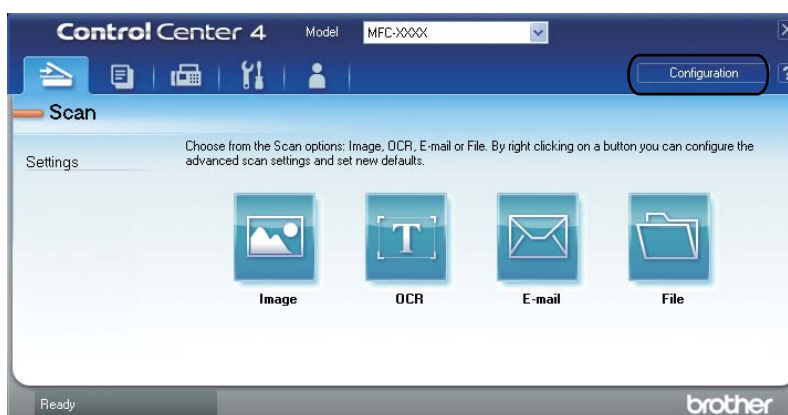 Control Center 4 Model MFC-XXXX
Configuration
Scan
Settings
Choose from the Scan options: Image, OCR, E-mail or File. By right clicking on a button you can configure the
advanced scan settings and set new defaults.
T
Image OCR E-mail File
Ready
brother